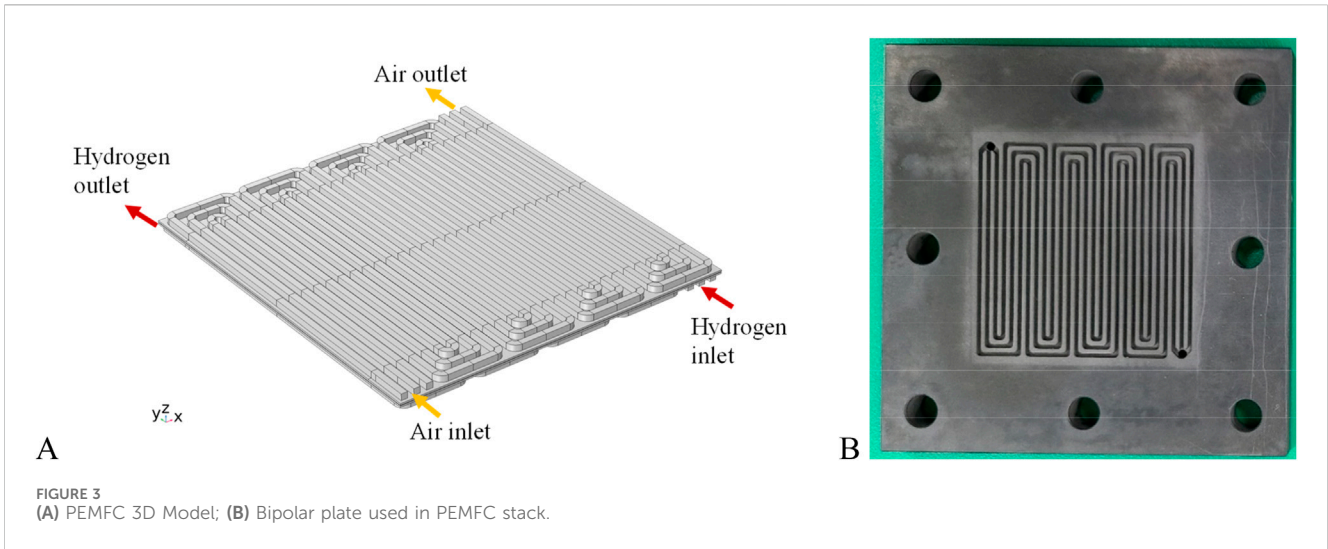 Air outlet
Hydrogen
outlet
Hydrogen
inlet
Air inlet
y z x
A
B
FIGURE 3
(A) PEMFC 3D Model; (B) Bipolar plate used in PEMFC stack.